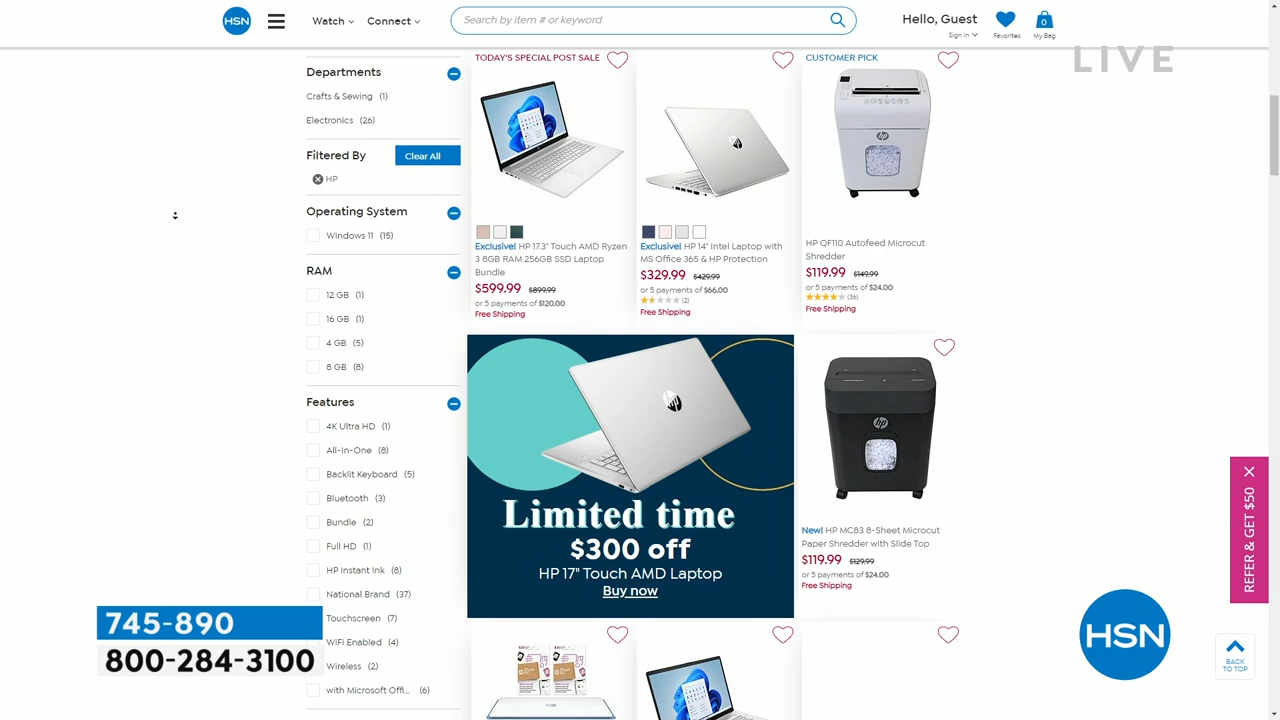 HSN
Watch
Connect
Search by item # or keyword
Hello, Guest
Sign In
Favorites
0
My Bag
LIVE
Departments
Crafts & Sewing (1)
Electronics (26)
Filtered By
Clear All
HP
Operating System
Windows 11 (15)
RAM
12 GB (1)
16 GB (1)
4 GB (5)
8 GB (8)
Features
4K Ultra HD (1)
All-In-One (8)
Backlit Keyboard (5)
Bluetooth (3)
Bundle (2)
Full HD (1)
HP Instant Ink (8)
National Brand (37)
Touchscreen (7)
WiFi Enabled (4)
Wireless (2)
with Microsoft Offi... (6)
TODAY'S SPECIAL POST SALE
Exclusive! HP 17.3" Touch AMD Ryzen
3 8GB RAM 256GB SSD Laptop
Bundle
$599.99 $899.99
or 5 payments of $120.00
Free Shipping
hp
Exclusive! HP 14" Intel Laptop with
MS Office 365 & HP Protection
$329.99 $429.99
or 5 payments of $66.00
(2)
Free Shipping
CUSTOMER PICK
hp
HP QF110 Autofeed Microcut
Shredder
$119.99 $149.99
or 5 payments of $24.00
(36)
Free Shipping
hp
Limited time
$300 off
HP 17" Touch AMD Laptop
Buy now
hp
New! HP MC83 8-Sheet Microcut
Paper Shredder with Slide Top
$119.99 $129.99
or 5 payments of $24.00
Free Shipping
745-890
800-284-3100
REFER & GET $50
HSN
BACK
TO TOP